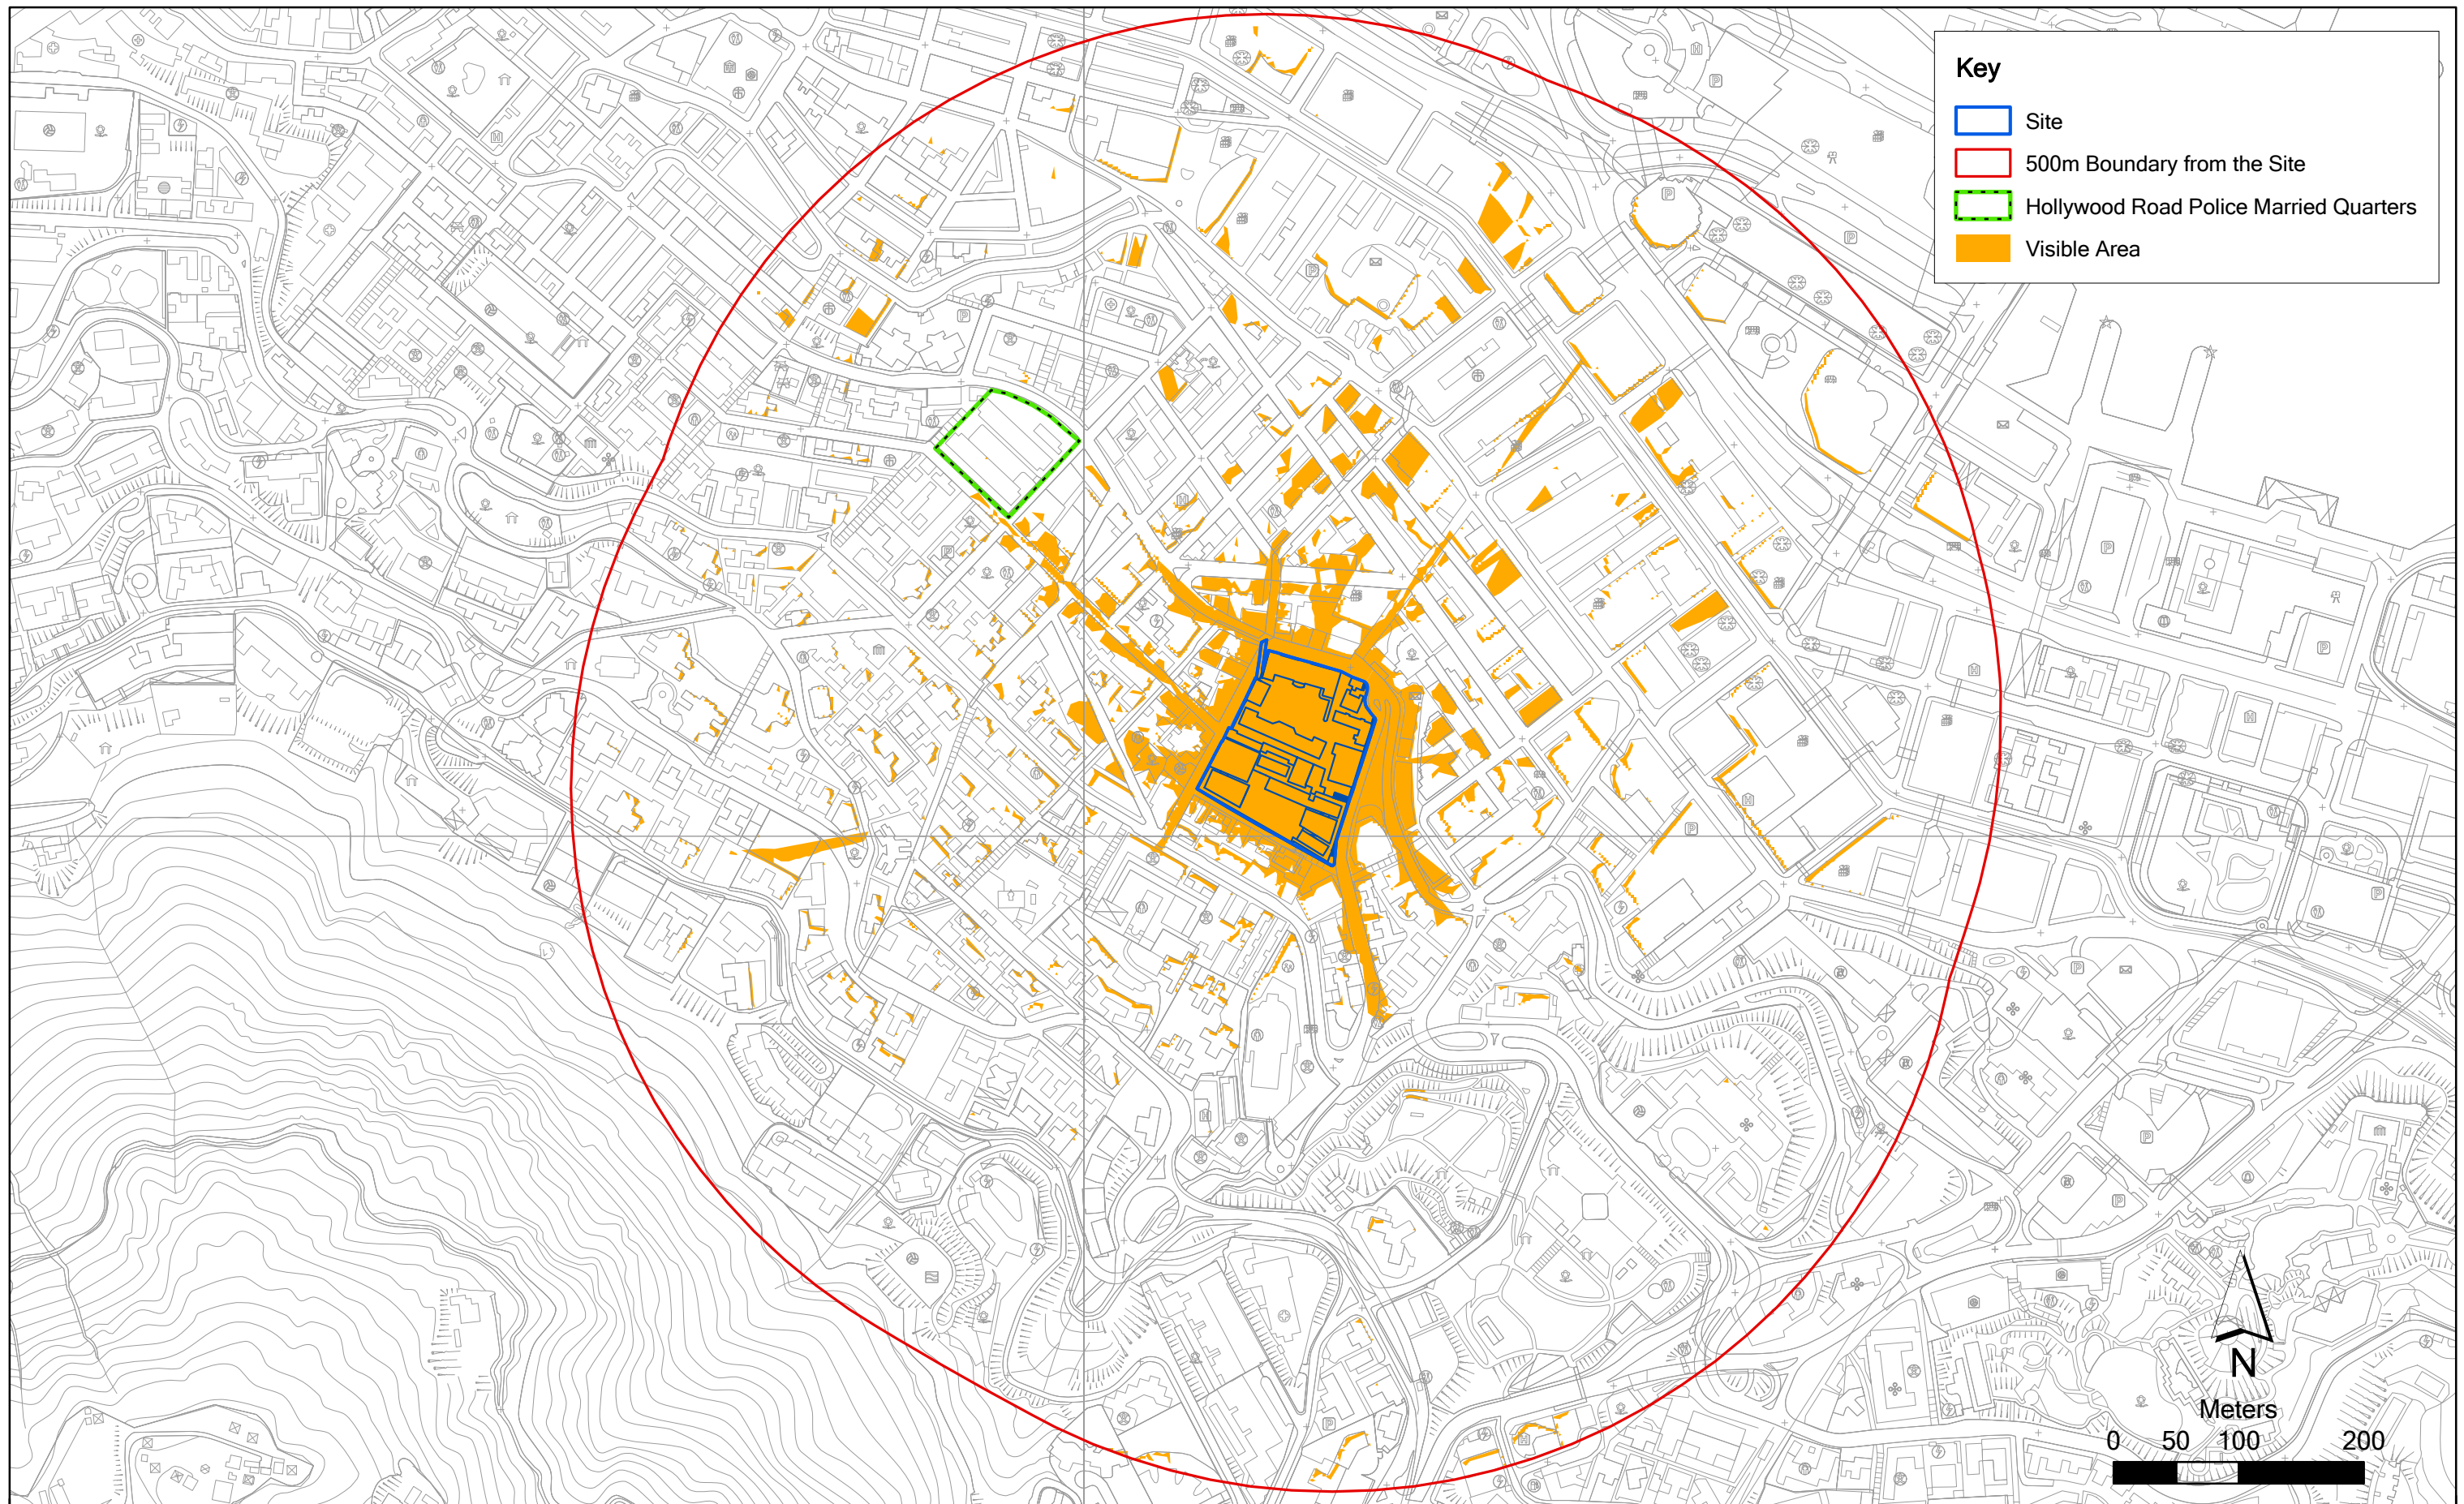 Key
Site
500m Boundary from the Site
Hollywood Road Police Married Quarters
Visible Area
N
Meters
0 50 100 200